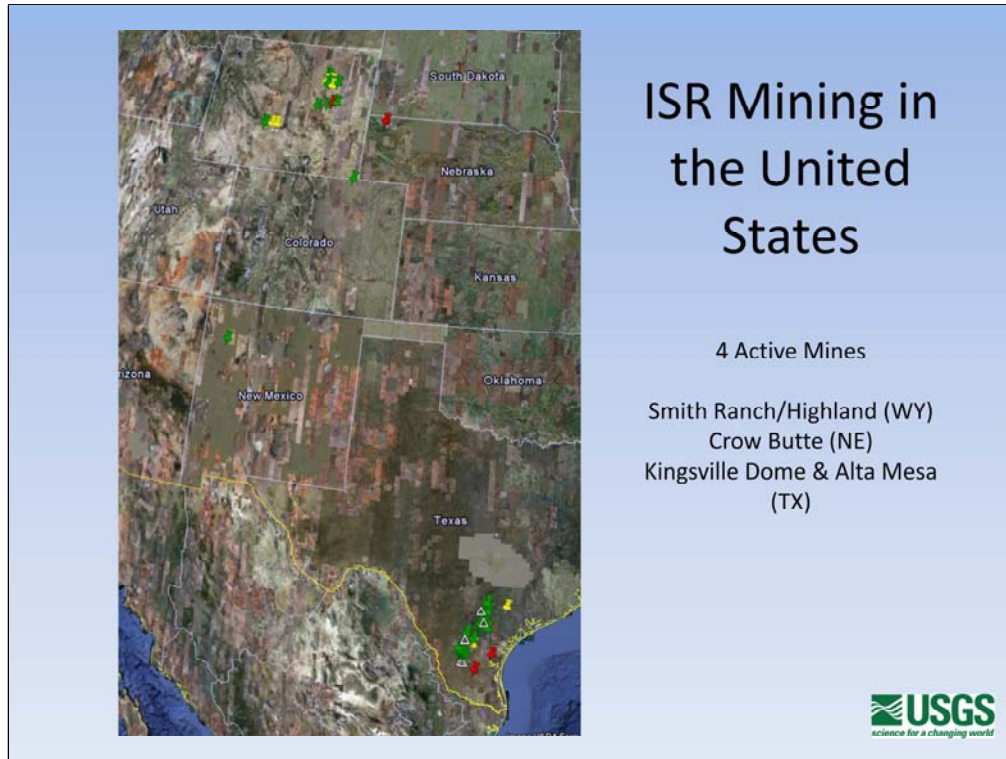 ISR Mining in
the United
States
4 Active Mines
Smith Ranch/Highland (WY)
Crow Butte (NE)
Kingsville Dome & Alta Mesa
(TX)
South Dakota
Nebraska
Utah
Colorado
Kansas
rizona
New Mexico
Oklahoma
Texas
USGS
science for a changing world